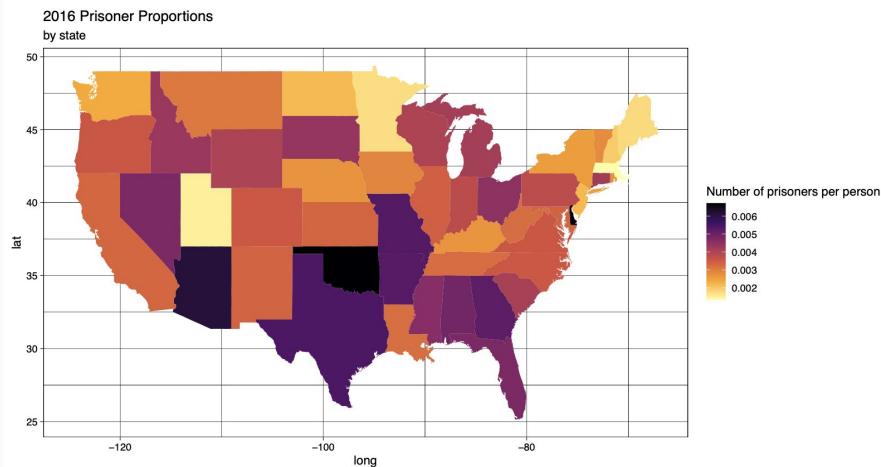 2016 Prisoner Proportions
by state
50
45
40
35
30
25
lat
−120
−100
−80
long
Number of prisoners per person
0.006
0.005
0.004
0.003
0.002